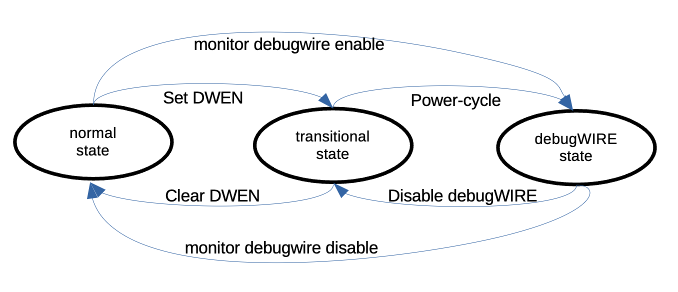 monitor debugwire enable
Set DWEN
Power-cycle
normal
state
transitional
state
debugWIRE
state
Clear DWEN
Disable debugWIRE
monitor debugwire disable